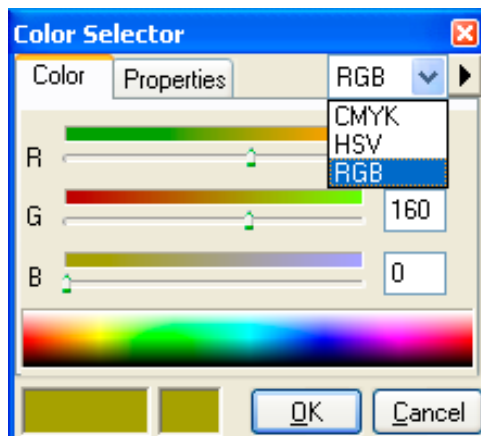 Color Selector
Color Properties RGB
CMYK
HSV
RGB
R
G 160
B 0
OK Cancel